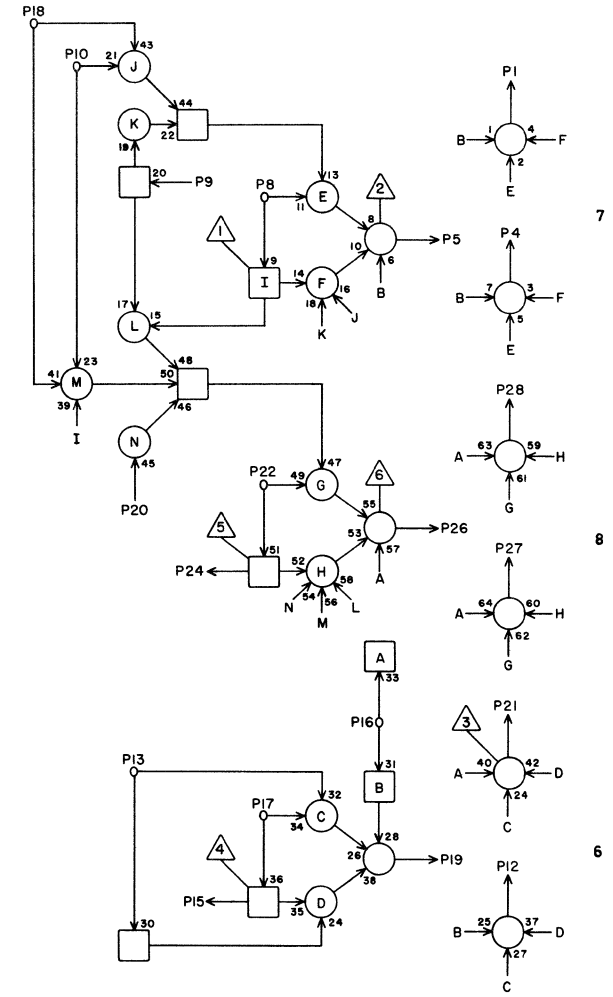 P18
43
P10 21 J
44
P1
K 22
19
1 4
B F
2
E
20
P9
13
P8 E 2
11 8
7
1
9 10 P5
6
I 14 F 16 B
18 J
K
P4
7 3
B F
5
E
17 15
L
48
23 50
41 M 46
39
I
N
45
P20
P28
63 59
A H
61
G
47
P22 49 G 6
55
5
51 53 P26
57
P24 52 H A
54 58
N 56 L
M
8
P27
64 60
A H
62
G
A
33
P16
31
B
P21
3
40 42
A D
24
C
P13
32
P17 C 28
34
4 26 P19
38
36
P15 35 D
24
30
6
P12
25 37
B D
27
C